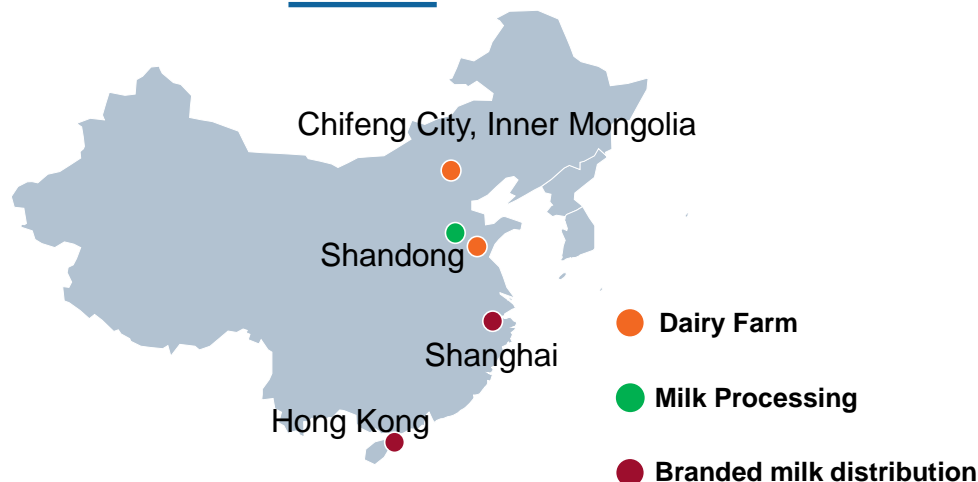 Chifeng City, Inner Mongolia
Shandong
Dairy Farm
Shanghai
Milk Processing
Hong Kong
Branded milk distribution